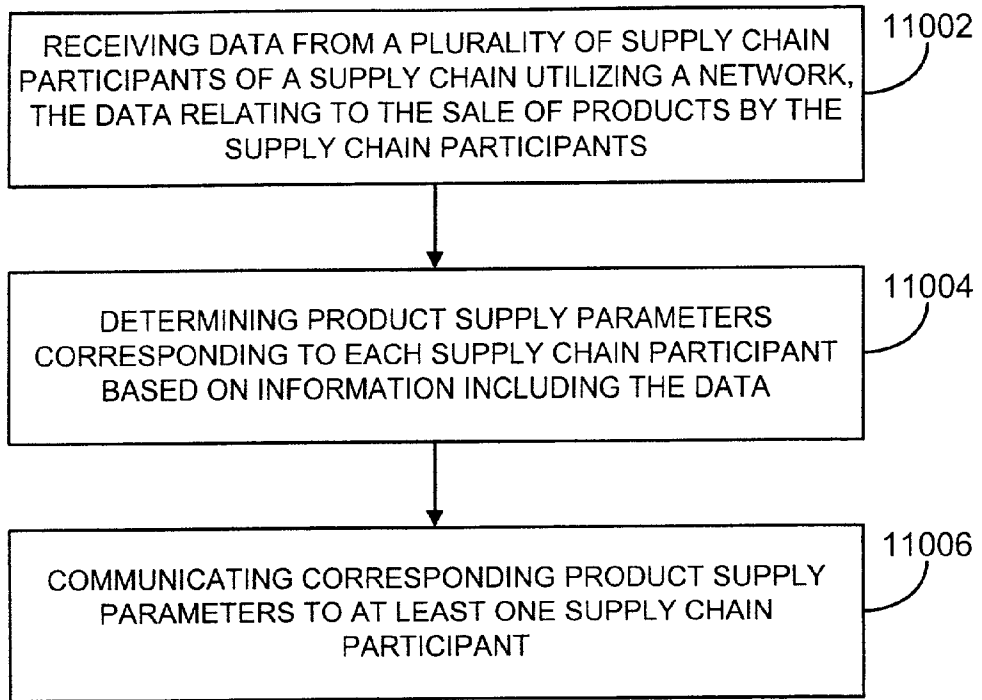 RECEIVING DATA FROM A PLURALITY OF SUPPLY CHAIN
PARTICIPANTS OF A SUPPLY CHAIN UTILIZING A NETWORK,
THE DATA RELATING TO THE SALE OF PRODUCTS BY THE
SUPPLY CHAIN PARTICIPANTS
11002
DETERMINING PRODUCT SUPPLY PARAMETERS
CORRESPONDING TO EACH SUPPLY CHAIN PARTICIPANT
BASED ON INFORMATION INCLUDING THE DATA
11004
COMMUNICATING CORRESPONDING PRODUCT SUPPLY
PARAMETERS TO AT LEAST ONE SUPPLY CHAIN
PARTICIPANT
11006